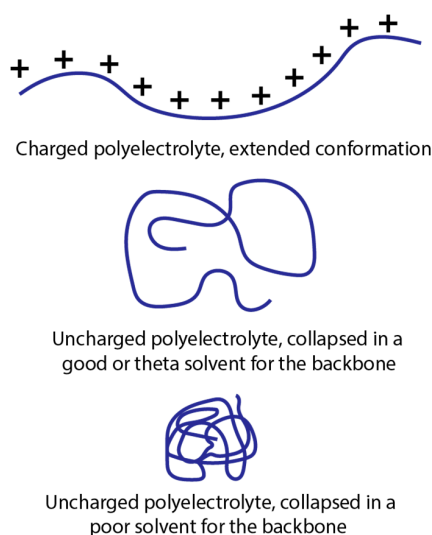 + + + + + + + + + + +
Charged polyelectrolyte, extended conformation
Uncharged polyelectrolyte, collapsed in a
good or theta solvent for the backbone
Uncharged polyelectrolyte, collapsed in a
poor solvent for the backbone